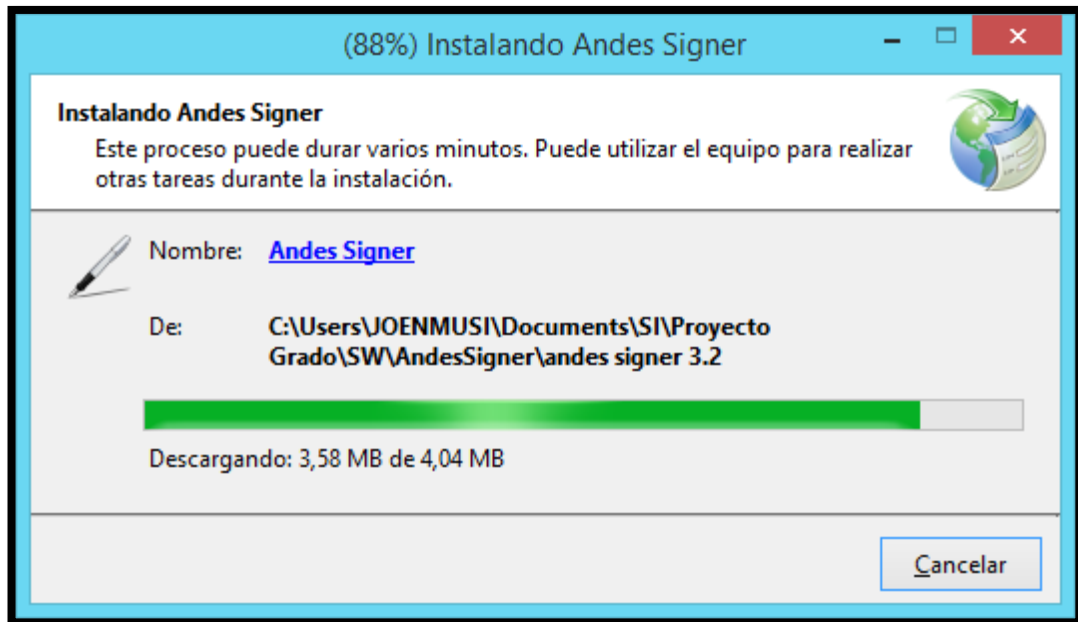 (88%) Instalando Andes Signer
Instalando Andes Signer
Este proceso puede durar varios minutos. Puede utilizar el equipo para realizar
otras tareas durante la instalación.
Nombre: Andes Signer
De: C:\Users\JOENMUSI\Documents\SI\Proyecto
Grado\SW\AndesSigner\andes signer 3.2
Descargando: 3,58 MB de 4,04 MB
Cancelar